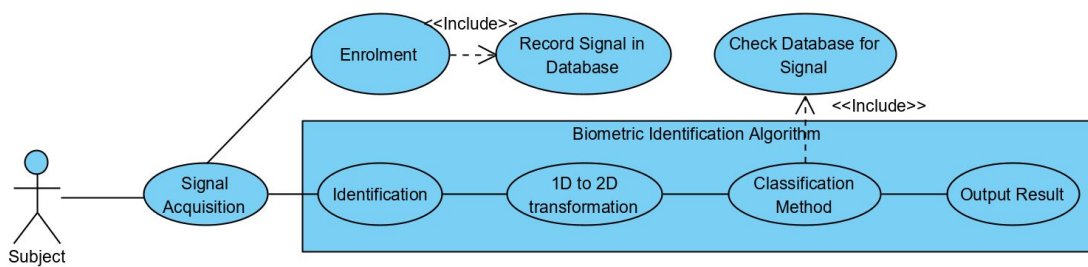 <<Include>>
Enrolment
Record Signal in
Database
Check Database for
Signal
<<Include>>
Biometric Identification Algorithm
Signal
Acquisition
Identification
1D to 2D
transformation
Classification
Method
Output Result
Subject